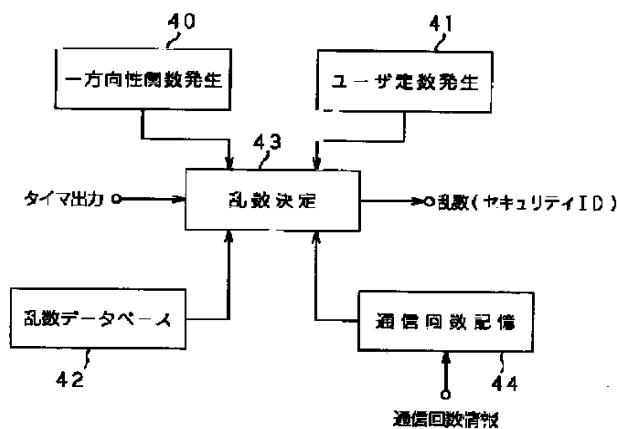 40
一方向性関数発生
41
ユーザ定数発生
43
タイマ出力
乱数決定
乱数(セキュリティID)
乱数データベース
42
通信回数記憶
44
通信回数情報